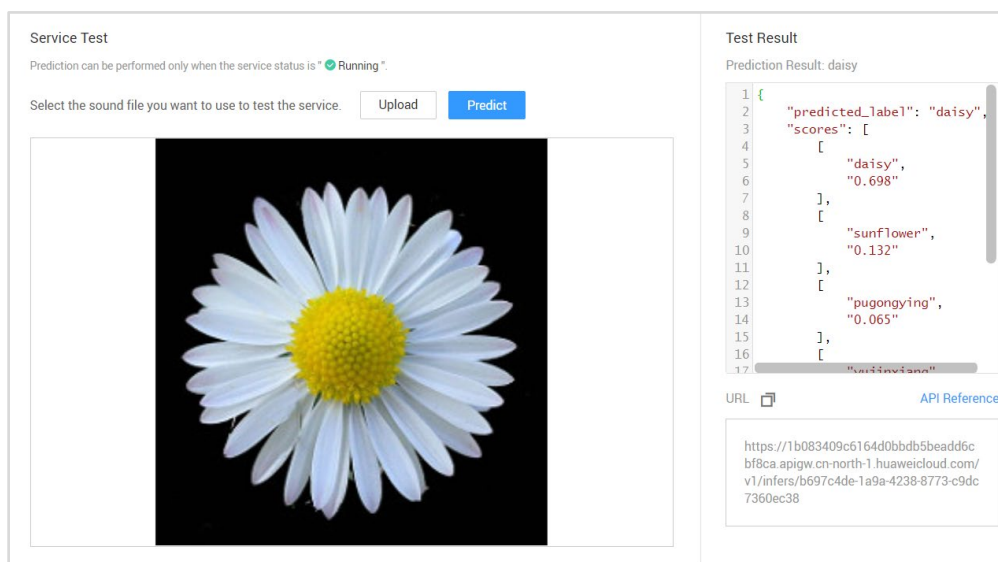 Service Test
Prediction can be performed only when the service status is " Running ".
Select the sound file you want to use to test the service.
Upload
Predict
Test Result
Prediction Result: daisy
1 {
2 "predicted_label": "daisy",
3 "scores": [
4 [
5 "daisy",
6 "0.698"
7 ],
8 [
9 "sunflower",
10 "0.132"
11 ],
12 [
13 "pugongying",
14 "0.065"
15 ],
16 [
17 "yujinxiang"
URL
API Reference
https://1b083409c6164d0bbdb5beadd6c
bf8ca.apigw.cn-north-1.huaweicloud.com/
v1/infers/b697c4de-1a9a-4238-8773-c9dc
7360ec38